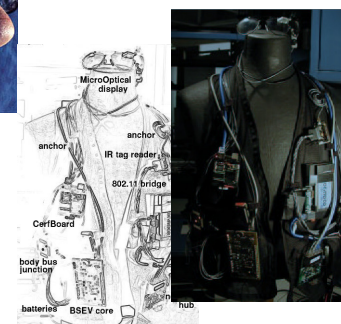 MicroOptical
display
anchor
anchor
IR tag reader
802.11 bridge
CerfBoard
body bus
junction
batteries
BSEV core
hub